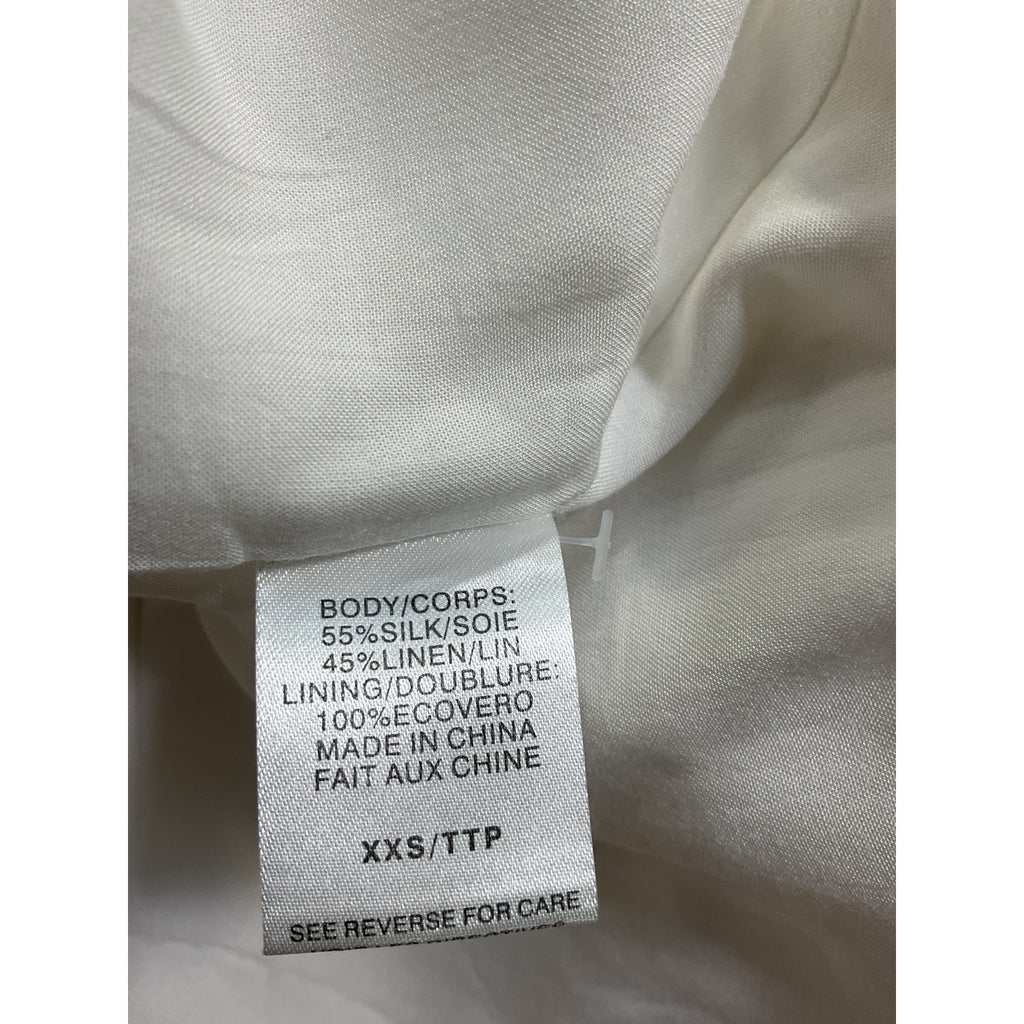 BODY/CORPS:
55%SILK/SOIE
45%LINEN/LIN
LINING/DOUBLURE:
100%ECOVERO
MADE IN CHINA
FAIT AUX CHINE
XXS/TTP
SEE REVERSE FOR CARE